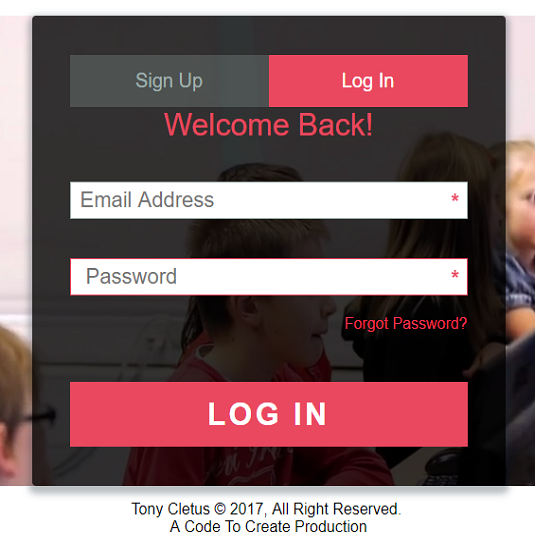 Sign Up Log In
Welcome Back!
Email Address *
Password *
Forgot Password?
LOG IN
Tony Cletus © 2017, All Right Reserved.
A Code To Create Production